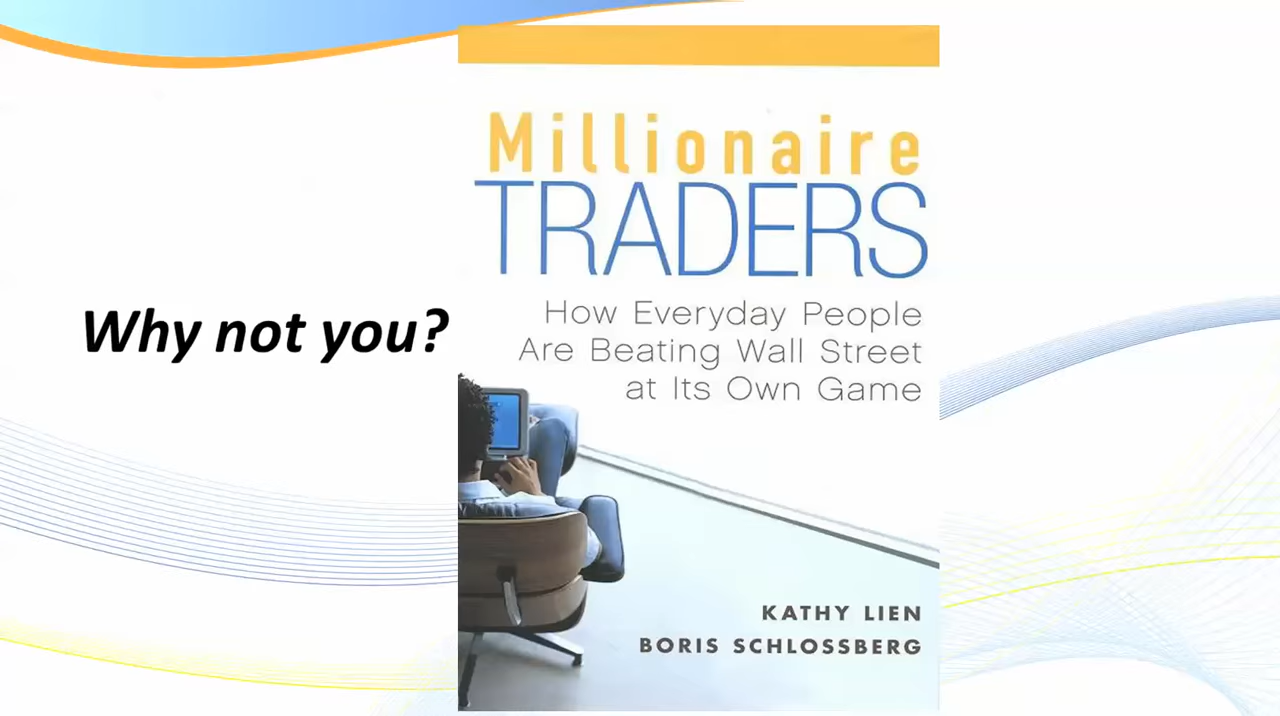 Why not you?
Millionaire
TRADERS
How Everyday People
Are Beating Wall Street
at Its Own Game
KATHY LIEN
BORIS SCHLOSSBERG